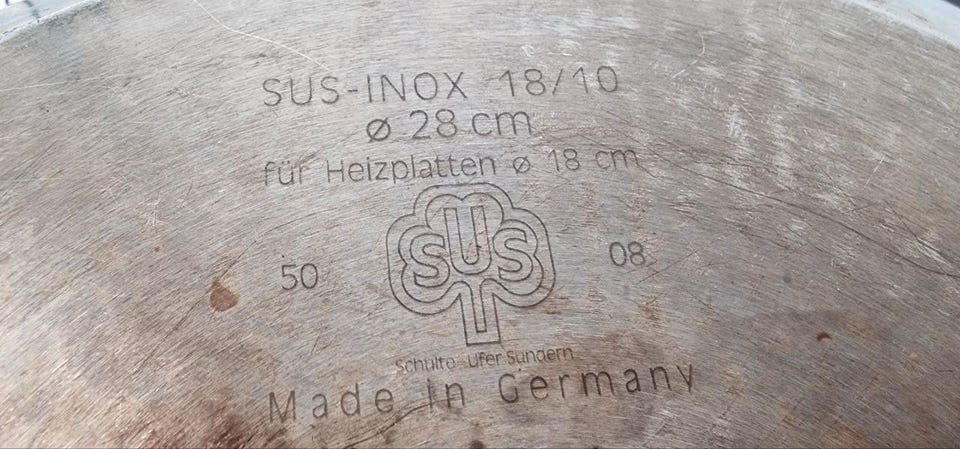 SUS-INOX 18/10
ø 28 cm
für Heizplatten ø 18 cm
SUS
50 08
Schulte ufer Sundern
Made in Germany